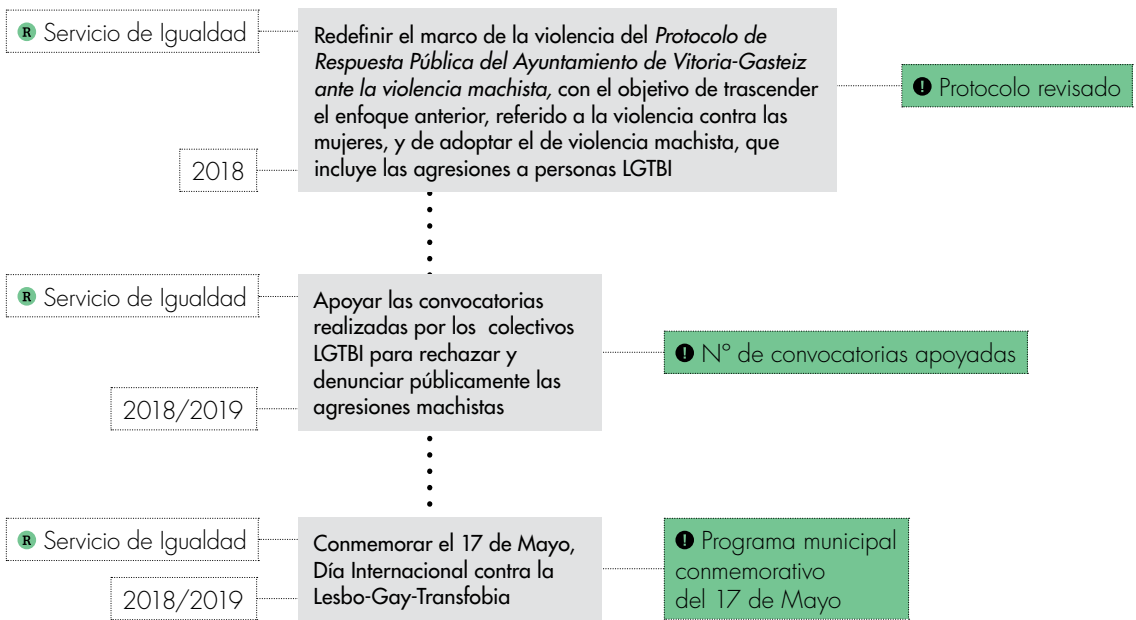 R Servicio de Igualdad
2018
Redefinir el marco de la violencia del Protocolo de
Respuesta Pública del Ayuntamiento de Vitoria-Gasteiz
ante la violencia machista, con el objetivo de trascender
el enfoque anterior, referido a la violencia contra las
mujeres, y de adoptar el de violencia machista, que
incluye las agresiones a personas LGTBI
! Protocolo revisado
R Servicio de Igualdad
2018/2019
Apoyar las convocatorias
realizadas por los colectivos
LGTBI para rechazar y
denunciar públicamente las
agresiones machistas
! Nº de convocatorias apoyadas
R Servicio de Igualdad
2018/2019
Conmemorar el 17 de Mayo,
Día Internacional contra la
Lesbo-Gay-Transfobia
! Programa municipal
conmemorativo
del 17 de Mayo